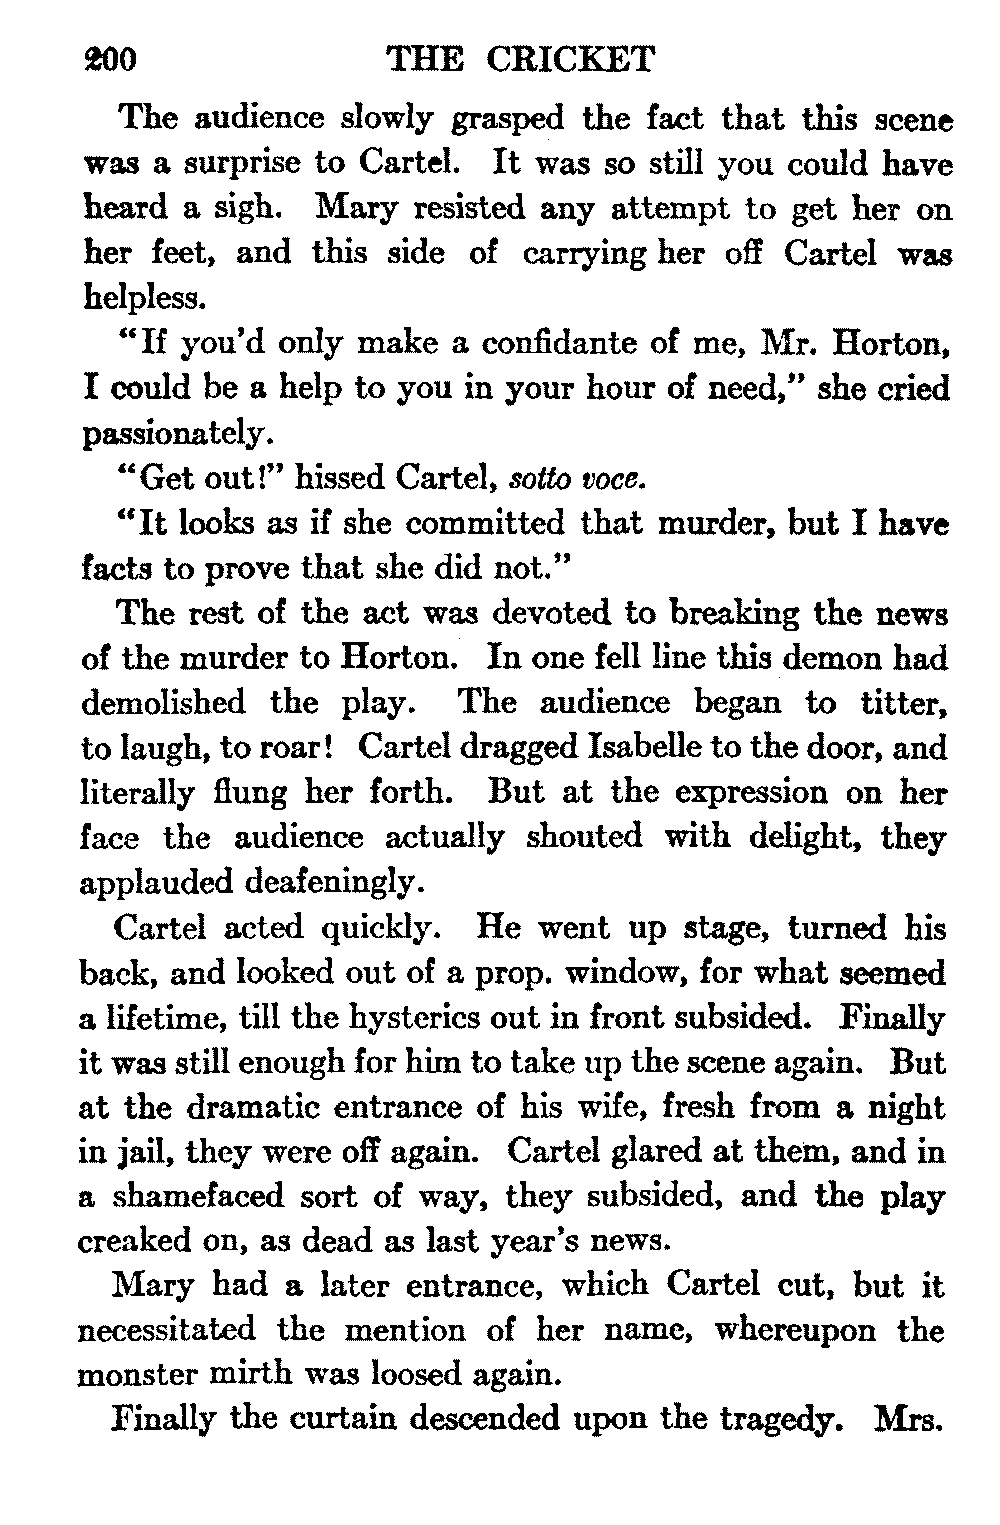 200 THE CRICKET
The audience slowly grasped the fact that this scene
was a surprise to Cartel. It was so still you could have
heard a sigh. Mary resisted any attempt to get her on
her feet, and this side of carrying her off Cartel was
helpless.
“If you’d only make a confidante of me, Mr. Horton,
I could be a help to you in your hour of need,” she cried
passionately.
“Get out!” hissed Cartel, sotto voce.
“It looks as if she committed that murder, but I have
facts to prove that she did not.”
The rest of the act was devoted to breaking the news
of the murder to Horton. In one fell line this demon had
demolished the play. The audience began to titter,
to laugh, to roar! Cartel dragged Isabelle to the door, and
literally flung her forth. But at the expression on her
face the audience actually shouted with delight, they
applauded deafeningly.
Cartel acted quickly. He went up stage, turned his
back, and looked out of a prop. window, for what seemed
a lifetime, till the hysterics out in front subsided. Finally
it was still enough for him to take up the scene again. But
at the dramatic entrance of his wife, fresh from a night
in jail, they were off again. Cartel glared at them, and in
a shamefaced sort of way, they subsided, and the play
creaked on, as dead as last year’s news.
Mary had a later entrance, which Cartel cut, but it
necessitated the mention of her name, whereupon the
monster mirth was loosed again.
Finally the curtain descended upon the tragedy. Mrs.